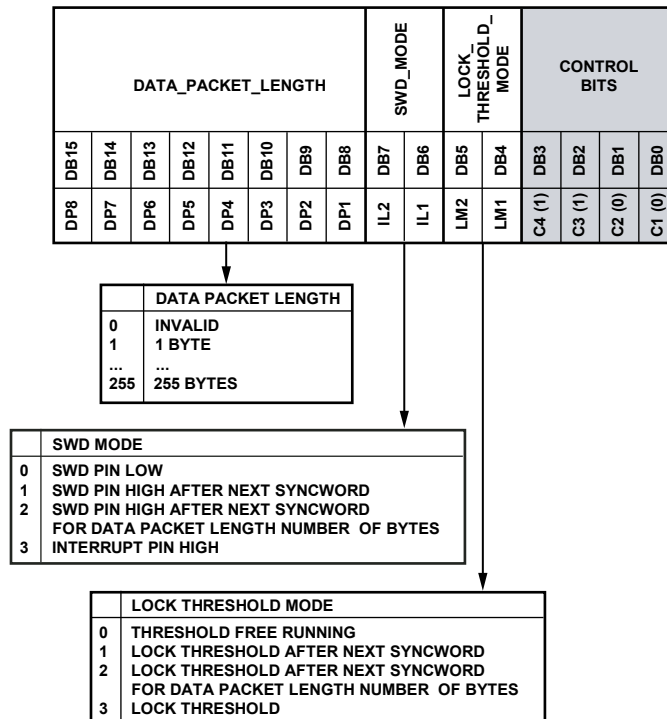 DATA_PACKET_LENGTH
SWD_MODE
LOCK_
THRESHOLD_
MODE
CONTROL
BITS
DB15 DB14 DB13 DB12 DB11 DB10 DB9 DB8 DB7 DB6 DB5 DB4 DB3 DB2 DB1 DB0
DP8 DP7 DP6 DP5 DP4 DP3 DP2 DP1 IL2 IL1 LM2 LM1 C4 (1) C3 (1) C2 (0) C1 (0)
DATA PACKET LENGTH
0 INVALID
1 1 BYTE
... ...
255 255 BYTES
SWD MODE
0 SWD PIN LOW
1 SWD PIN HIGH AFTER NEXT SYNCWORD
2 SWD PIN HIGH AFTER NEXT SYNCWORD
FOR DATA PACKET LENGTH NUMBER OF BYTES
3 INTERRUPT PIN HIGH
LOCK THRESHOLD MODE
0 THRESHOLD FREE RUNNING
1 LOCK THRESHOLD AFTER NEXT SYNCWORD
2 LOCK THRESHOLD AFTER NEXT SYNCWORD
FOR DATA PACKET LENGTH NUMBER OF BYTES
3 LOCK THRESHOLD